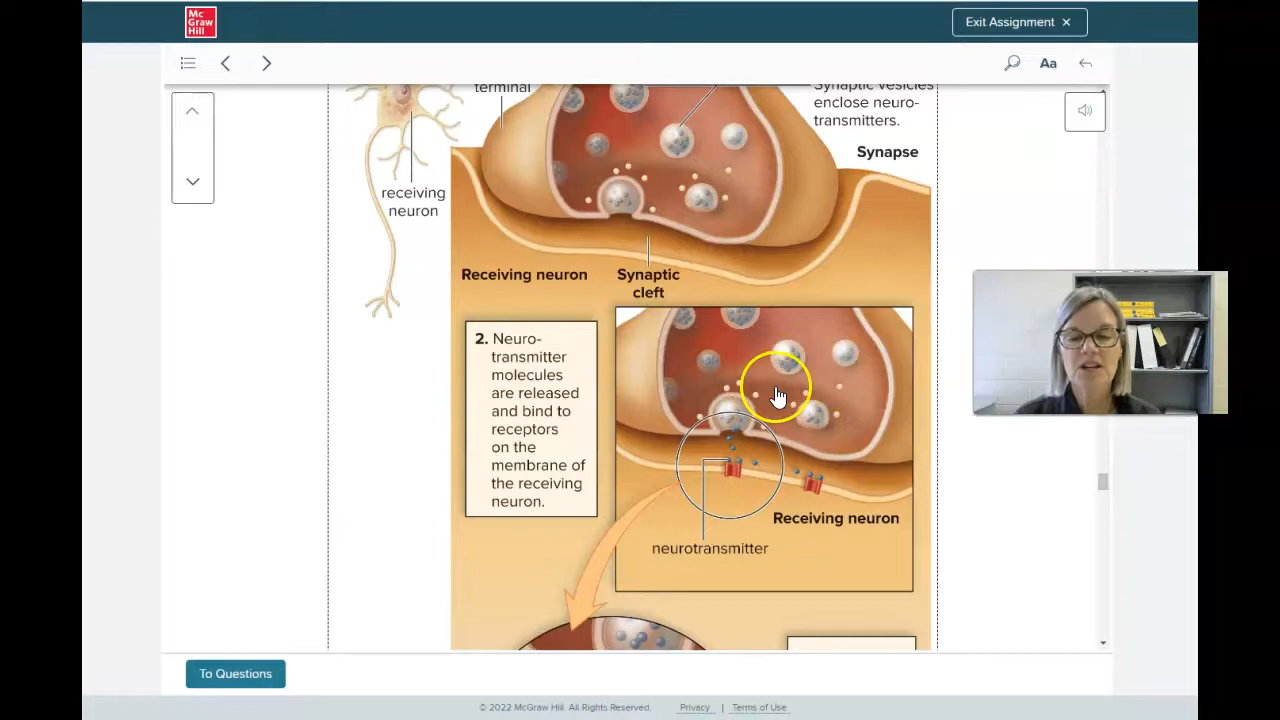 Mc
Graw
Hill
Exit Assignment ×
Aa
terminal
Synaptic vesicles
enclose neuro-
transmitters.
Synapse
receiving
neuron
Receiving neuron
Synaptic
cleft
2. Neuro-
transmitter
molecules
are released
and bind to
receptors
on the
membrane of
the receiving
neuron.
Receiving neuron
neurotransmitter
To Questions
© 2022 McGraw Hill. All Rights Reserved. Privacy | Terms of Use